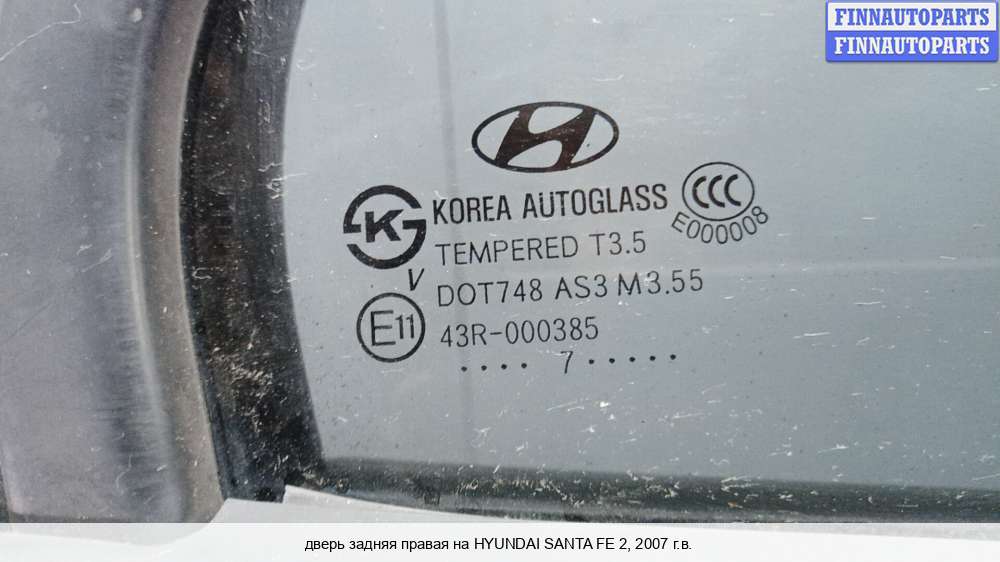 FINNAUTOPARTS
FINNAUTOPARTS
KOREA AUTOGLASS
CCC
E000008
K
TEMPERED T3.5
V
DOT748 AS3 M3.55
E11
43R-000385
.... 7 .....
дверь задняя правая на HYUNDAI SANTA FE 2, 2007 г.в.